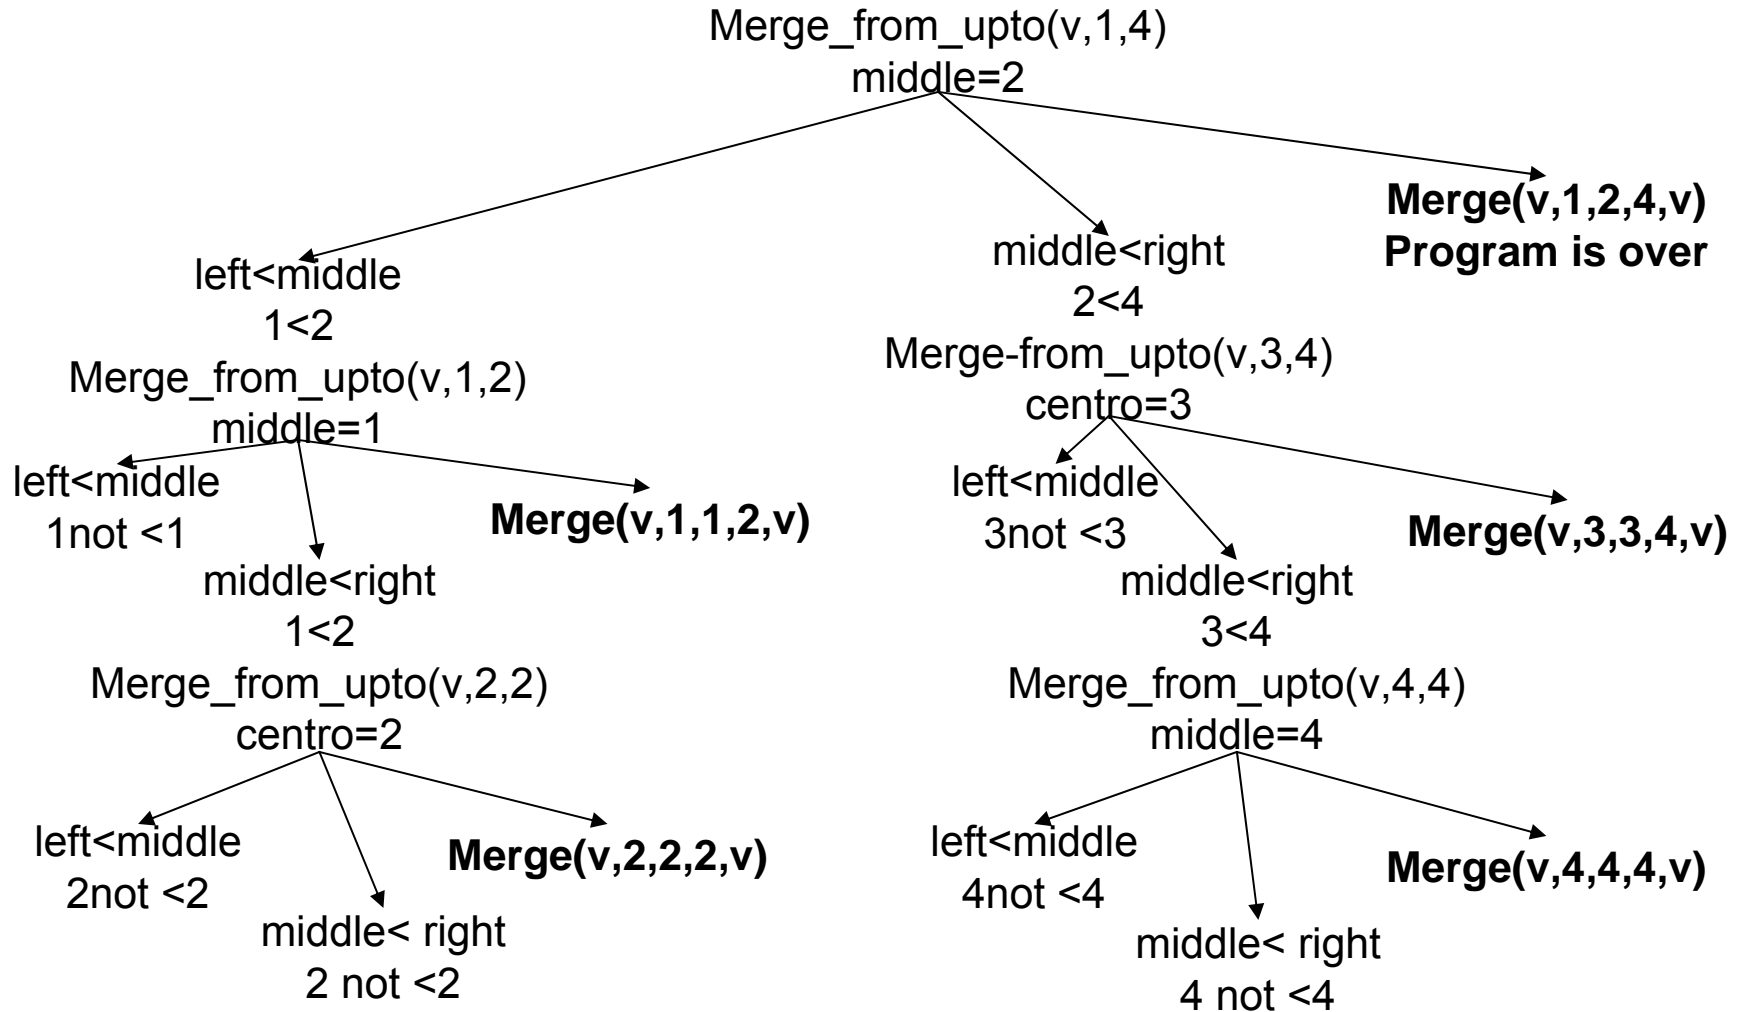 Merge_from_upto(v,1,4)
middle=2
left<middle
1<2
Merge_from_upto(v,1,2)
middle=1
left<middle
1not <1
middle<right
1<2
Merge_from_upto(v,2,2)
centro=2
left<middle
2not <2
middle< right
2 not <2
Merge(v,2,2,2,v)
Merge(v,1,1,2,v)
middle<right
2<4
Merge-from_upto(v,3,4)
centro=3
left<middle
3not <3
middle<right
3<4
Merge_from_upto(v,4,4)
middle=4
left<middle
4not <4
middle< right
4 not <4
Merge(v,4,4,4,v)
Merge(v,3,3,4,v)
Merge(v,1,2,4,v)
Program is over